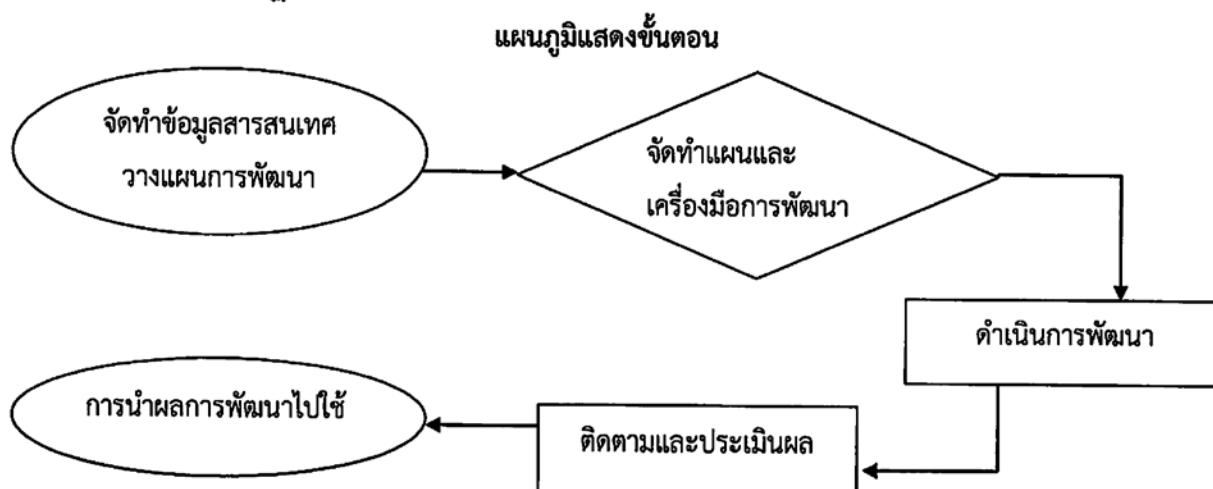 แผนภูมิแสดงขั้นตอน
จัดทำข้อมูลสารสนเทศ
วางแผนการพัฒนา
จัดทำแผนและ
เครื่องมือการพัฒนา
ดำเนินการพัฒนา
ติดตามและประเมินผล
การนำผลการพัฒนาไปใช้